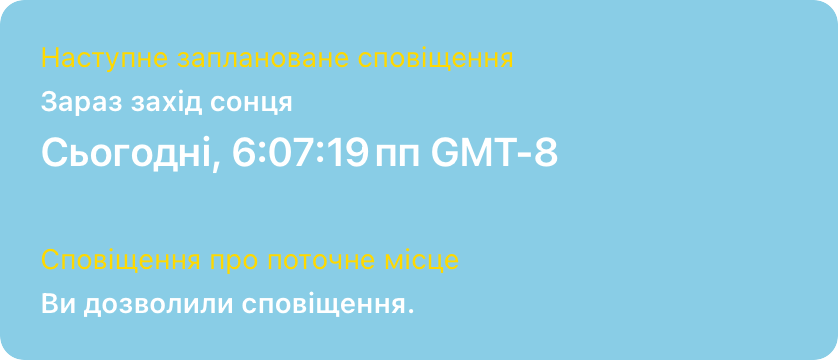 Наступне заплановане сповіщення
Зараз захід сонця
Сьогодні, 6:07:19 пп GMT-8
Сповіщення про поточне місце
Ви дозволили сповіщення.